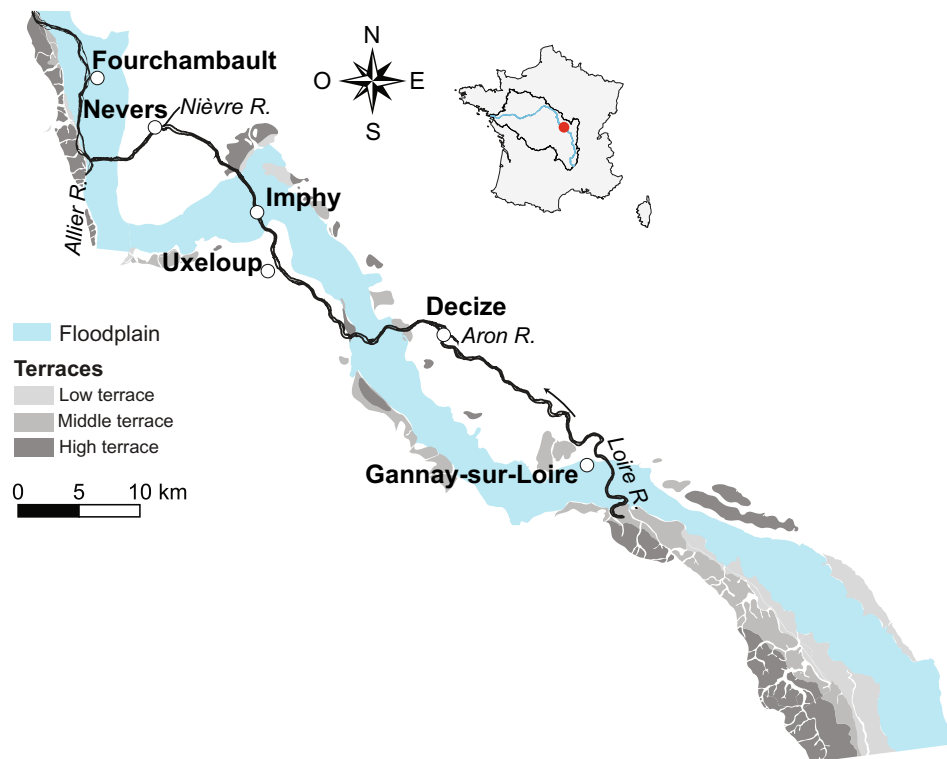 N
O
E
S
Fourchambault
Nevers
Nièvre R.
Allier R.
Imphy
Uxeloup
Decize
Aron R.
Floodplain
Terraces
Low terrace
Middle terrace
High terrace
Gannay-sur-Loire
Loire R.
0 5 10 km